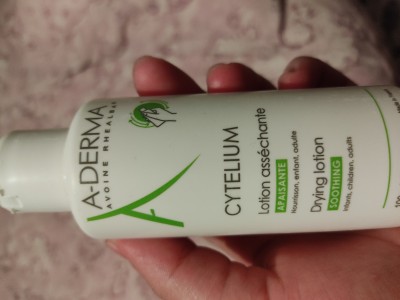 A-DERMA
AVOINE RHEALBA
CYTELIUM
Lotion asséchante
APAISANTE
Nourrisson, enfant, adulte
Drying lotion
SOOTHING
Infants, children, adults